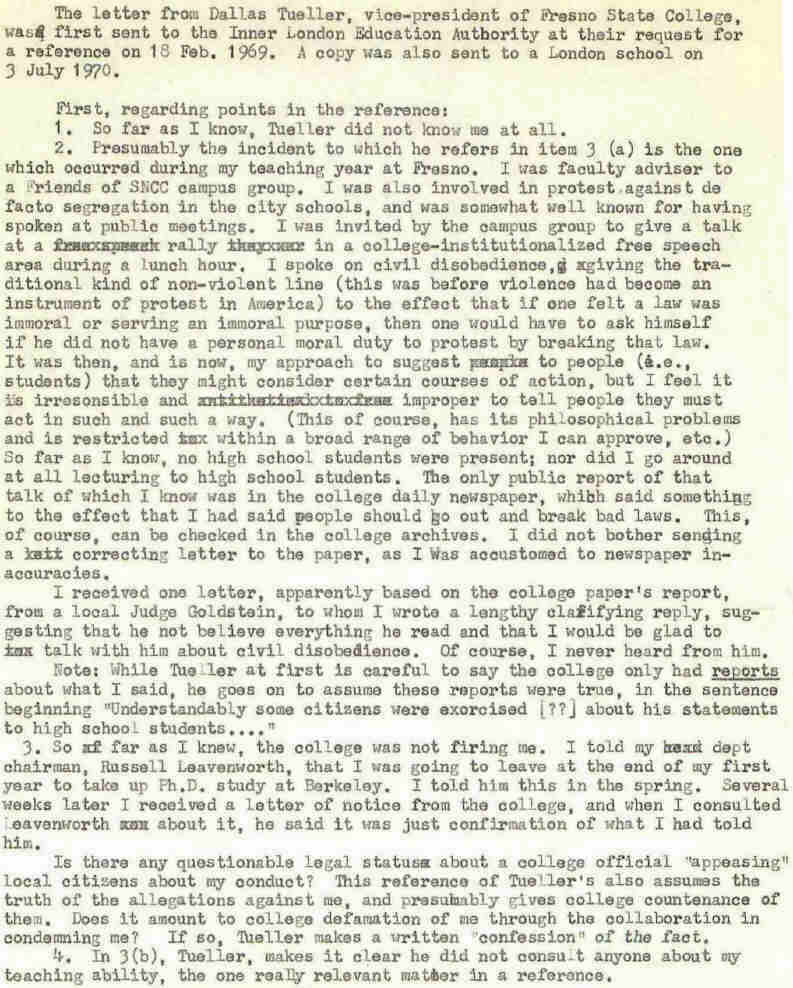 The letter from Dallas Tueller, vice-president of Fresno State College,
was first sent to the Inner London Education Authority at their request for
a reference on 18 Feb. 1969. A copy was also sent to a London school on
3 July 1970.
First, regarding points in the reference:
1. So far as I know, Tueller did not know me at all.
2. Presumably the incident to which he refers in item 3 (a) is the one
which occurred during my teaching year at Fresno. I was faculty adviser to
a Friends of SNCC campus group. I was also involved in protest against de
facto segregation in the city schools, and was somewhat well known for having
spoken at public meetings. I was invited by the campus group to give a talk
at a rally in a college-institutionalized free speech
area during a lunch hour. I spoke on civil disobedience, giving the tra-
ditional kind of non-violent line (this was before violence had become an
instrument of protest in America) to the effect that if one felt a law was
immoral or serving an immoral purpose, then one would have to ask himself
if he did not have a personal moral duty to protest by breaking that law.
It was then, and is now, my approach to suggest to people (i.e.,
students) that they might consider certain courses of action, but I feel it
is irresonsible and improper to tell people they must
act in such and such a way. (This of course, has its philosophical problems
and is restricted within a broad range of behavior I can approve, etc.)
So far as I know, no high school students were present; nor did I go around
at all lecturing to high school students. The only public report of that
talk of which I know was in the college daily newspaper, which said something
to the effect that I had said people should go out and break bad laws. This,
of course, can be checked in the college archives. I did not bother sending
a correcting letter to the paper, as I Was accustomed to newspaper in-
accuracies.
I received one letter, apparently based on the college paper's report,
from a local Judge Goldstein, to whom I wrote a lengthy clarifying reply, sug-
gesting that he not believe everything he read and that I would be glad to
talk with him about civil disobedience. Of course, I never heard from him.
Note: While Tueller at first is careful to say the college only had reports
about what I said, he goes on to assume these reports were true, in the sentence
beginning "Understandably some citizens were exorcised [??] about his statements
to high school students...."
3. So far as I knew, the college was not firing me. I told my dept
chairman, Russell Leavenworth, that I was going to leave at the end of my first
year to take up Ph.D. study at Berkeley. I told him this in the spring. Several
weeks later I received a letter of notice from the college, and when I consulted
Leavenworth about it, he said it was just confirmation of what I had told
him.
Is there any questionable legal status about a college official "appeasing"
local citizens about my conduct? This reference of Tueller's also assumes the
truth of the allegations against me, and presumably gives college countenance of
them. Does it amount to college defamation of me through the collaboration in
condemning me? If so, Tueller makes a written "confession" of the fact.
4. In 3(b), Tueller, makes it clear he did not consult anyone about my
teaching ability, the one really relevant matter in a reference.